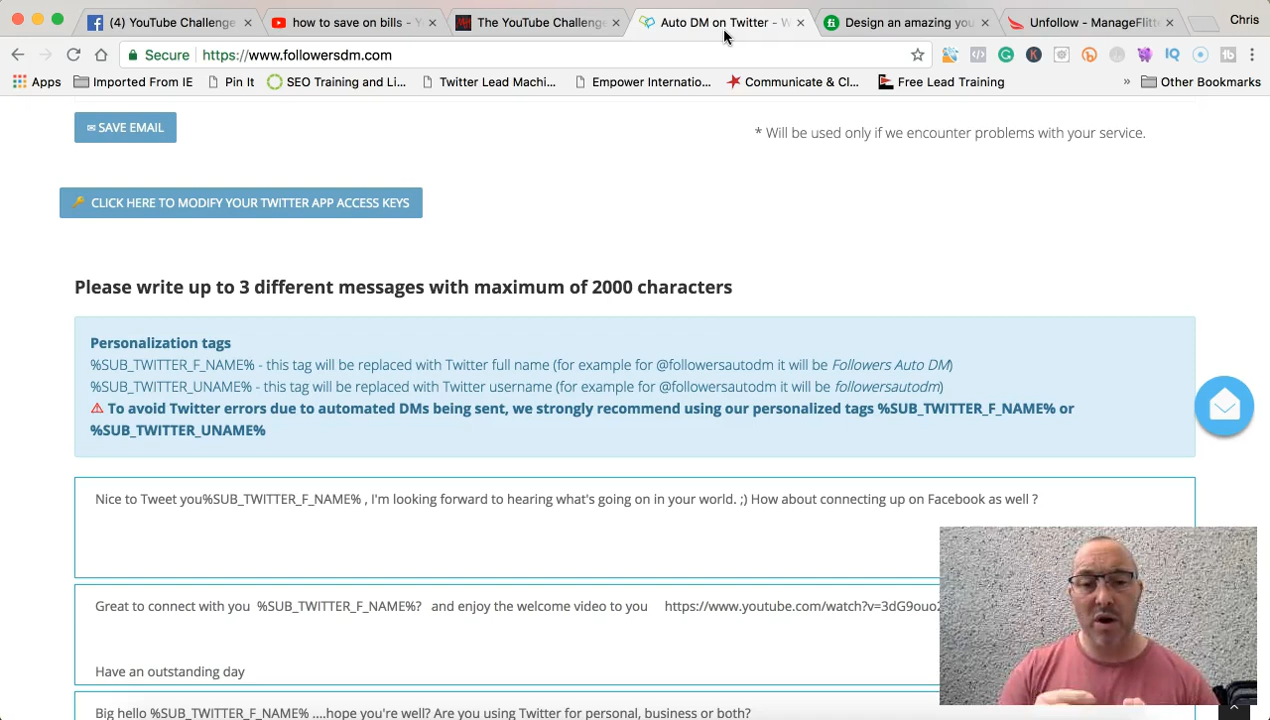 (4) YouTube Challenge
how to save on bills -
The YouTube Challenge
Auto DM on Twitter - W
Design an amazing you
Unfollow - ManageFlitte
Chris
Secure
https://www.followersdm.com
Apps
Imported From IE
Pin It
SEO Training and Li...
Twitter Lead Machin...
Empower Internatio...
Communicate & Cl...
Free Lead Training
»
Other Bookmarks
SAVE EMAIL
* Will be used only if we encounter problems with your service.
CLICK HERE TO MODIFY YOUR TWITTER APP ACCESS KEYS
Please write up to 3 different messages with maximum of 2000 characters
Personalization tags
%SUB_TWITTER_F_NAME% - this tag will be replaced with Twitter full name (for example for @followersautodm it will be Followers Auto DM)
%SUB_TWITTER_UNAME% - this tag will be replaced with Twitter username (for example for @followersautodm it will be followersautodm)
⚠ To avoid Twitter errors due to automated DMs being sent, we strongly recommend using our personalized tags %SUB_TWITTER_F_NAME% or
%SUB_TWITTER_UNAME%
Nice to Tweet you%SUB_TWITTER_F_NAME% , I'm looking forward to hearing what's going on in your world. ;) How about connecting up on Facebook as well ?
Great to connect with you %SUB_TWITTER_F_NAME%? and enjoy the welcome video to you https://www.youtube.com/watch?v=3dG9ouo
Have an outstanding day
Big hello %SUB_TWITTER_F_NAME% ....hope you're well? Are you using Twitter for personal, business or both?